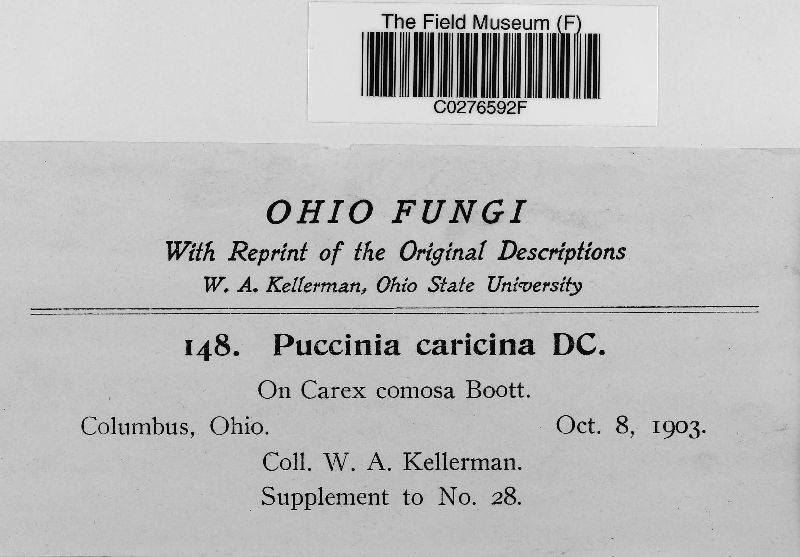 The Field Museum (F)
C0276592F
OHIO FUNGI
With Reprint of the Original Descriptions
W. A. Kellerman, Ohio State University
148. Puccinia caricina DC.
On Carex comosa Boott.
Columbus, Ohio. Oct. 8, 1903.
Coll. W. A. Kellerman.
Supplement to No. 28.